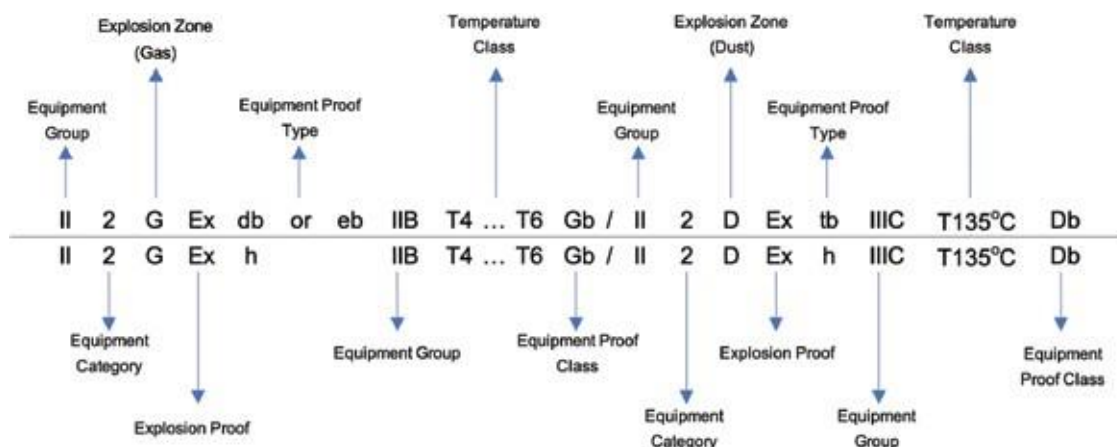 Explosion Zone
(Gas)
Temperature
Class
Explosion Zone
(Dust)
Temperature
Class
Equipment
Group
Equipment Proof
Type
Equipment
Group
Equipment Proof
Type
II 2 G Ex db or eb IIB T4 ... T6 Gb / II 2 D Ex tb IIIC T135°C Db
II 2 G Ex h IIB T4 ... T6 Gb / II 2 D Ex h IIIC T135°C Db
Equipment
Category
Equipment Group
Equipment Proof
Class
Explosion Proof
Equipment
Proof Class
Explosion Proof
Equipment
Category
Equipment
Group